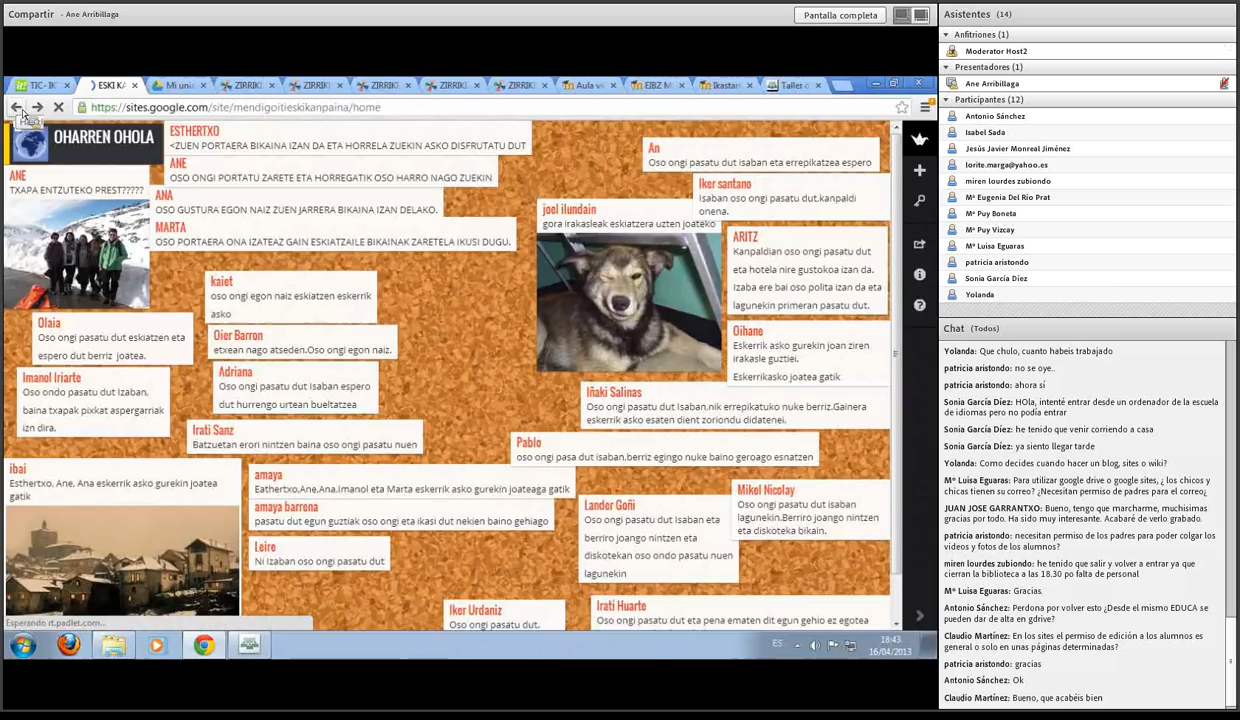 Compartir - Ane Arribillaga
Pantalla completa
Asistentes (14)
Anfitriones (1)
Moderator Host2
Presentadores (1)
Ane Arribillaga
Participantes (12)
Antonio Sánchez
Isabel Sada
Jesús Javier Monreal Jiménez
lorite.marga@yahoo.es
miren lourdes zubiondo
Mª Eugenia Del Río Prat
Mª Puy Boneta
Mª Puy Vizcay
Mª Luisa Eguaras
patricia aristondo
Sonia García Díez
Yolanda
TIC- IK
ESKI KA
Mi uni
ZIRRIK
ZIRRIK
ZIRRIK
ZIRRIK
ZIRRIK
Aula vi
EIBZ M
Ikastar
Taller o
https://sites.google.com/site/mendigoitieskikanpaina/home
OHARREN OHOLA
ESTHERTXO
<ZUEN PORTAERA BIKAINA IZAN DA ETA HORRELA ZUEKIN ASKO DISFRUTATU DUT
ANE
OSO ONGI PORTATU ZARETE ETA HORREGATIK OSO HARRO NAGO ZUEKIN
ANE
TXAPA ENTZUTEKO PREST?????
ANA
OSO GUSTURA EGON NAIZ ZUEN JARRERA BIKAINA IZAN DELAKO.
MARTA
OSO PORTAERA ONA IZATEAZ GAIN ESKIATZAILE BIKAINAK ZARETELA IKUSI DUGU.
An
Oso ongi pasatu dut isaban eta errepikatzea espero
Iker santano
Isaban oso ongi pasatu dut.kanpaldi
onena.
joel ilundain
gora irakasleak eskiatzera uzten joateko
ARITZ
Kanpaldian oso ongi pasatu dut
eta hotela nire gustokoa izan da.
Izaba ere bai oso polita izan da eta
lagunekin primeran pasatu dut.
kaiet
oso ongi egon naiz eskiatzen eskerrik
asko
Olaia
Oso ongi pasatu dut eskiatzen eta
espero dut berriz joatea.
Oier Barron
etxean nago atseden.Oso ongi egon naiz.
Oihane
Eskerrik asko gurekin joan ziren
irakasle guztiei.
Eskerrikasko joatea gatik
Imanol Iriarte
Oso ondo pasatu dut Izaban,
baina txapak pixkat aspergarriak
izn dira.
Adriana
Oso ongi pasatu dut Isaban espero
dut hurrengo urtean bueltatzea
Iñaki Salinas
Oso ongi pasatu dut Isaban,nik errepikatuko nuke berriz.Gainera
eskerrik asko esaten dient zoriondu didatenei.
Irati Sanz
Batzuetan erori nintzen baina oso ongi pasatu nuen
Pablo
oso ongi pasa dut isaban,berriz egingo nuke baino geroago esnatzen
ibai
Esthertxo, Ane, Ana eskerrik asko gurekin joatea
gatik
amaya
Eathertxo,Ane,Ana.Imanol eta Marta eskerrik asko gurekin joateaga gatik
amaya barrena
pasatu dut egun guztiak oso ongi eta ikasi dut nekien baino gehiago
Leire
Ni Izaban oso ongi pasatu dut
Lander Goñi
Oso ongi pasatu dut Isaban eta
berriro joango nintzen eta
diskotekan oso ondo pasatu nuen
lagunekin
Mikel Nicolay
Oso ongi pasatu dut isaban
lagunekin.Berriro joango nintzen
eta diskoteka bikain.
Iker Urdaniz
Oso ongi pasatu dut.
Irati Huarte
Oso ongi pasatu dut eta pena ematen dit egun gehio ez egotea
Esperando rt.padlet.com...
ES
18:43
16/04/2013
Chat (Todos)
Yolanda: Que chulo, cuanto habeis trabajado
patricia aristondo: no se oye..
patricia aristondo: ahora sí
Sonia García Díez: HOla, intenté entrar desde un ordenador de la escuela
de idiomas pero no podía entrar
Sonia García Díez: he tenido que venir corriendo a casa
Sonia García Díez: ya siento llegar tarde
Yolanda: Como decides cuando hacer un blog, sites o wiki?
Mª Luisa Eguaras: Para utilizar google drive o google sites, ¿ los chicos y
chicas tienen su correo? ¿Necesitan permiso de padres para el correo¿
JUAN JOSE GARRANTXO: Bueno, tengo que marcharme, muchisimas
gracias por todo. Ha sido muy interesante. Acabaré de verlo grabado.
patricia aristondo: necesitan permiso de los padres para poder colgar los
videos y fotos de los alumnos?
miren lourdes zubiondo: he tenido que salir y volver a entrar ya que
cierran la biblioteca a las 18.30 po falta de personal
Mª Luisa Eguaras: Gracias.
Antonio Sánchez: Perdona por volver esto ¿Desde el mismo EDUCA se
pueden dar de alta en gdrive?
Claudio Martínez: En los sites el permiso de edición a los alumnos es
general o solo en unas páginas determinadas?
patricia aristondo: gracias
Antonio Sánchez: Ok
Claudio Martínez: Bueno, que acabéis bien